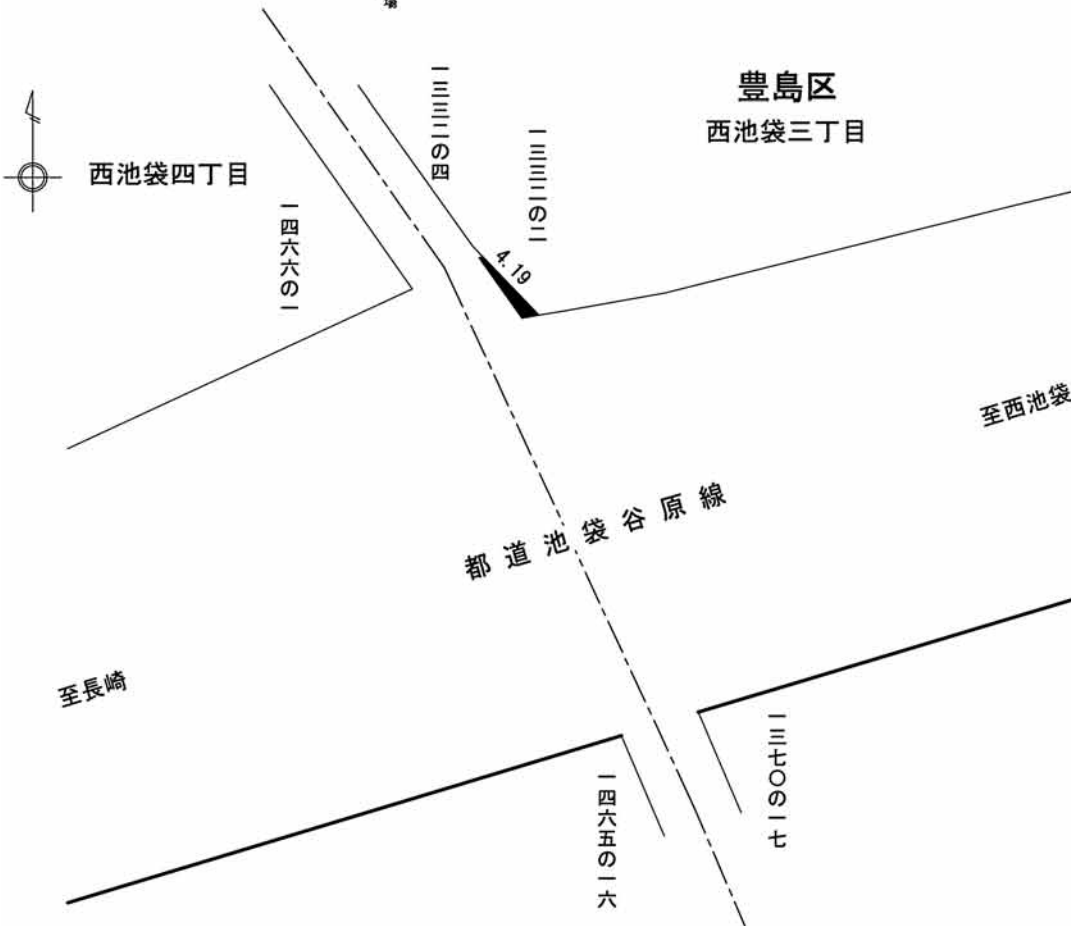 豊島区
西池袋三丁目
西池袋四丁目
一三三二の四
一三三二の二
一四六六の一
4.19
至西池袋
都道池袋谷原線
至長崎
一三七〇の一七
一四六五の一六